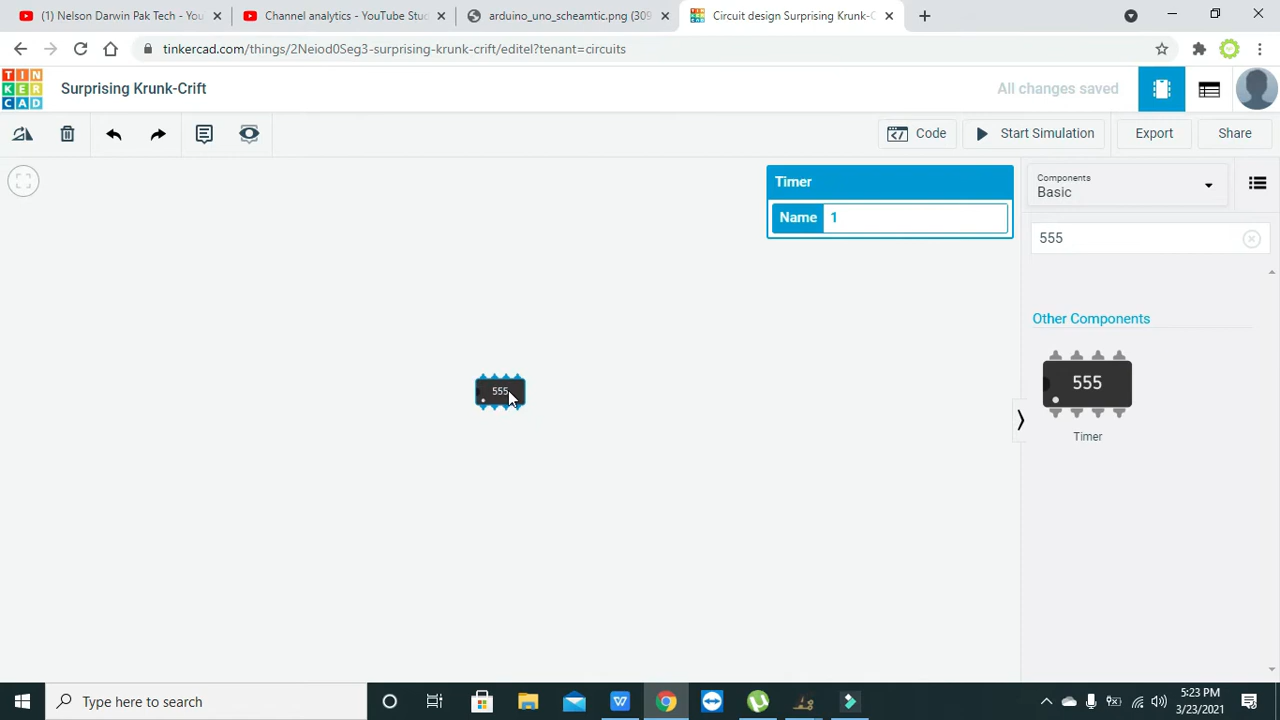 (1) Nelson Darwin Pak Tech - You
Channel analytics - YouTube Stu
arduino_uno_scheamtic.png (309
Circuit design Surprising Krunk-C
tinkercad.com/things/2Neiod0Seg3-surprising-krunk-crift/editel?tenant=circuits
TIN
KER
CAD
Surprising Krunk-Crift
All changes saved
Code
Start Simulation
Export
Share
Timer
Name 1
Components
Basic
555
Other Components
555
Timer
555
Type here to search
5:23 PM
3/23/2021